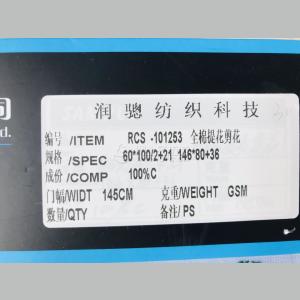 润骢纺织科技
编号/ITEM RCS -101253 全棉提花剪花
规格/SPEC 60*100/2+21 146*80+36
成份/COMP 100%C
门幅/WIDT 145CM 克重/WEIGHT GSM
数量/QTY 备注/PS
司
td.